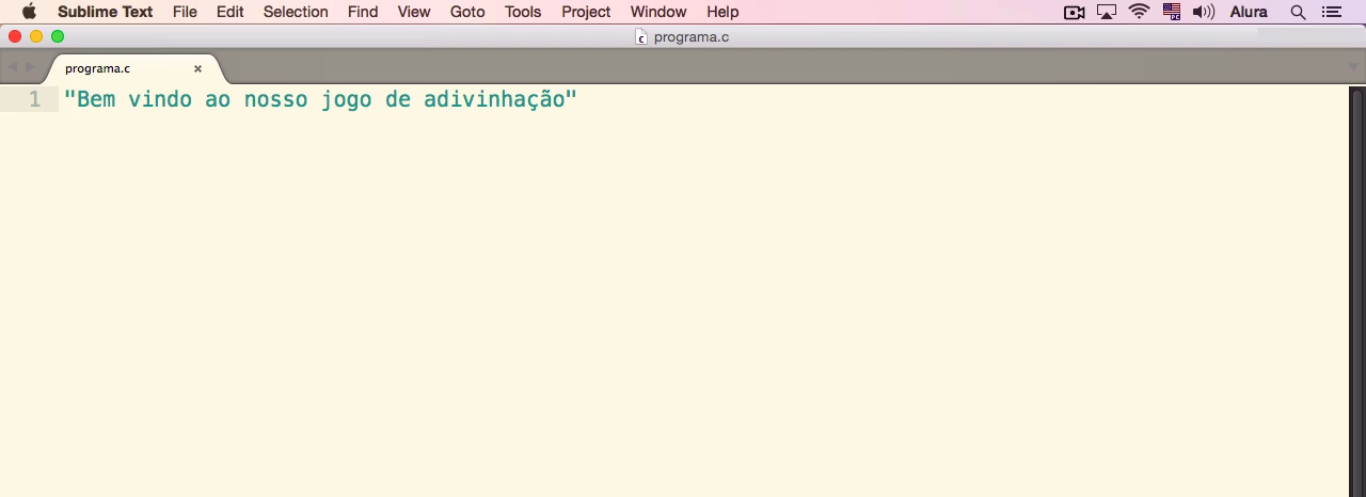 Sublime Text File Edit Selection Find View Goto Tools Project Window Help Alura
programa.c
programa.c
1 "Bem vindo ao nosso jogo de adivinhação"